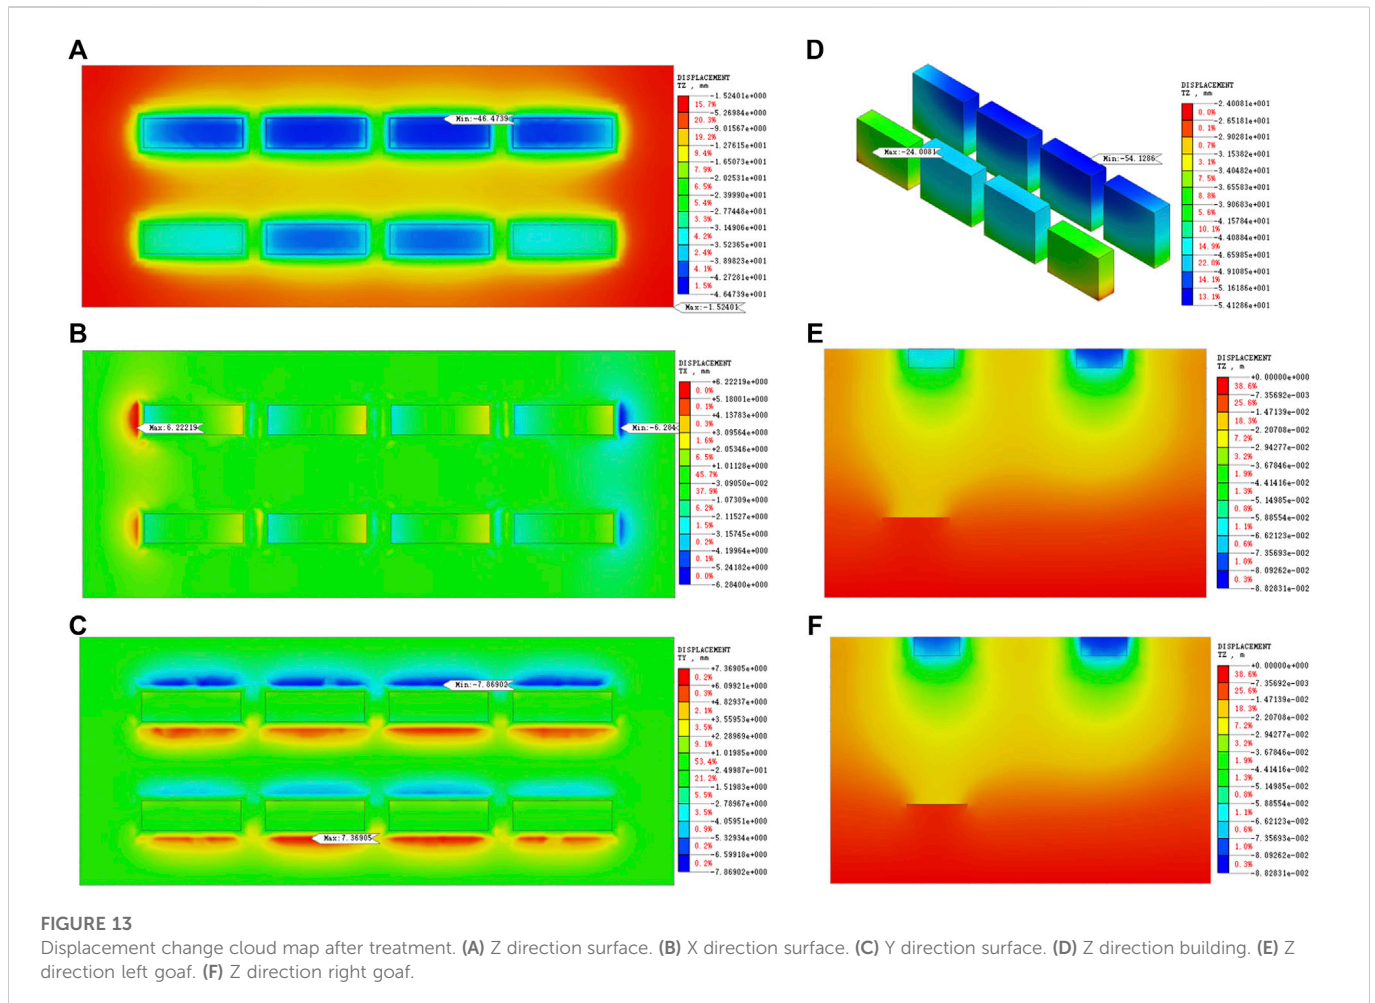 A
DISPLACEMENT
TZ , mm
-1.52401e+000
15.7%
-5.26984e+000
20.3%
-9.01567e+000
19.2%
-1.27615e+001
9.4%
-1.65073e+001
7.9%
-2.02531e+001
6.5%
-2.39990e+001
5.4%
-2.77448e+001
3.3%
-3.14906e+001
4.2%
-3.52365e+001
2.4%
-3.89823e+001
4.1%
-4.27281e+001
1.5%
-4.64739e+001
Min:-46.4739
Max:-1.52401
B
DISPLACEMENT
TX , mm
+6.22219e+000
0.0%
+5.18001e+000
0.1%
+4.13783e+000
0.3%
+3.09564e+000
1.6%
+2.05346e+000
6.5%
+1.01128e+000
45.7%
-3.09050e-002
37.9%
-1.07309e+000
6.2%
-2.11527e+000
1.5%
-3.15745e+000
0.2%
-4.19964e+000
0.1%
-5.24182e+000
0.0%
-6.28400e+000
Max:6.22219
Min:-6.284
C
DISPLACEMENT
TY , mm
+7.36905e+000
0.2%
+6.09921e+000
0.3%
+4.82937e+000
2.1%
+3.55953e+000
3.5%
+2.28969e+000
9.1%
+1.01985e+000
53.4%
-2.49987e-001
21.2%
-1.51983e+000
5.5%
-2.78967e+000
3.5%
-4.05951e+000
0.9%
-5.32934e+000
0.2%
-6.59918e+000
0.2%
-7.86902e+000
Min:-7.86902
Max:7.36905
D
DISPLACEMENT
TZ , mm
-2.40081e+001
0.0%
-2.65181e+001
0.1%
-2.90281e+001
0.7%
-3.15382e+001
3.1%
-3.40482e+001
7.5%
-3.65583e+001
8.8%
-3.90683e+001
5.6%
-4.15784e+001
10.1%
-4.40884e+001
14.9%
-4.65985e+001
22.0%
-4.91085e+001
14.1%
-5.16186e+001
13.1%
-5.41286e+001
Max:-24.0081
Min:-54.1286
E
DISPLACEMENT
TZ , m
+0.00000e+000
38.6%
-7.35692e-003
25.6%
-1.47139e-002
18.3%
-2.20708e-002
7.2%
-2.94277e-002
3.2%
-3.67846e-002
1.9%
-4.41416e-002
1.3%
-5.14985e-002
0.8%
-5.88554e-002
1.1%
-6.62123e-002
0.6%
-7.35693e-002
1.0%
-8.09262e-002
0.3%
-8.82831e-002
F
DISPLACEMENT
TZ , m
+0.00000e+000
38.6%
-7.35692e-003
25.6%
-1.47139e-002
18.3%
-2.20708e-002
7.2%
-2.94277e-002
3.2%
-3.67846e-002
1.9%
-4.41416e-002
1.3%
-5.14985e-002
0.8%
-5.88554e-002
1.1%
-6.62123e-002
0.6%
-7.35693e-002
1.0%
-8.09262e-002
0.3%
-8.82831e-002
FIGURE 13
Displacement change cloud map after treatment. (A) Z direction surface. (B) X direction surface. (C) Y direction surface. (D) Z direction building. (E) Z
direction left goaf. (F) Z direction right goaf.